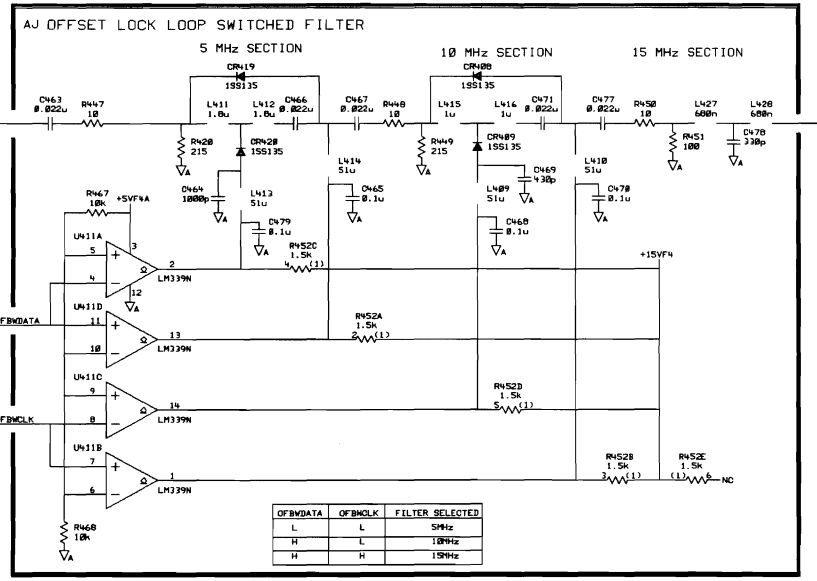 AJ OFFSET LOCK LOOP SWITCHED FILTER
5 MHz SECTION
10 MHz SECTION
15 MHz SECTION
CR419
1SS135
CR408
1SS135
C463
0.022u
R447
10
L411
1.8u
L412
1.8u
C466
0.022u
C467
0.022u
R448
10
L415
1u
L416
1u
C471
0.022u
C477
0.022u
R450
10
L427
680n
L428
680n
R420
215
A
CR420
1SS135
R449
215
A
CR409
1SS135
R451
100
A
C478
330p
A
L414
51u
L410
51u
C469
430p
A
C464
1000p
A
L413
51u
C465
0.1u
A
L409
51u
C470
0.1u
A
C479
0.1u
A
C468
0.1u
A
R467
10k
+5VF4A
U411A
5
+
3
4
−
2
12
A
LM339N
R452C
1.5k
4
(1)
+15VF4
FBWDATA
U411D
11
+
10
−
13
LM339N
R452A
1.5k
2
(1)
FBWCLK
U411C
9
+
8
−
14
LM339N
R452D
1.5k
5
(1)
U411B
7
+
6
−
1
LM339N
R452B
1.5k
3
(1)
R452E
1.5k
(1)
6
NC
R468
10k
A
OFBWDATA OFBWCLK FILTER SELECTED
L L 5MHz
H L 10MHz
H H 15MHz